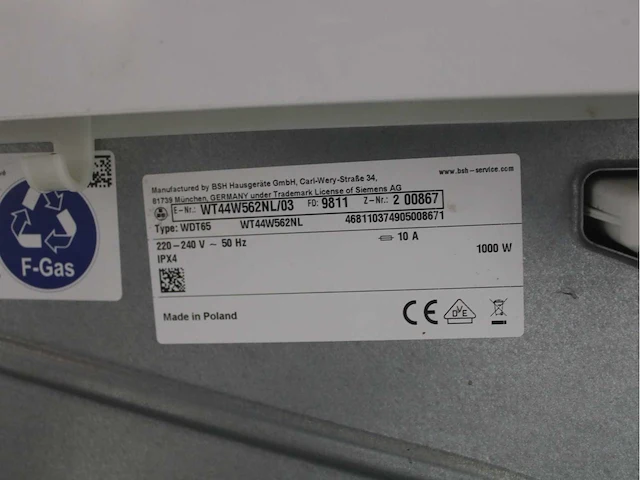 Manufactured by BSH Hausgeräte GmbH, Carl-Wery-Straße 34,
81739 München, GERMANY under Trademark License of Siemens AG
www.bsh-service.com
E-Nr.: WT44W562NL/03 FD: 9811 Z-Nr.: 2 00867
Type: WDT65 WT44W562NL 468110374905008671
220-240 V ~ 50 Hz 10 A 1000 W
IPX4
Made in Poland
CE DVE
F-Gas